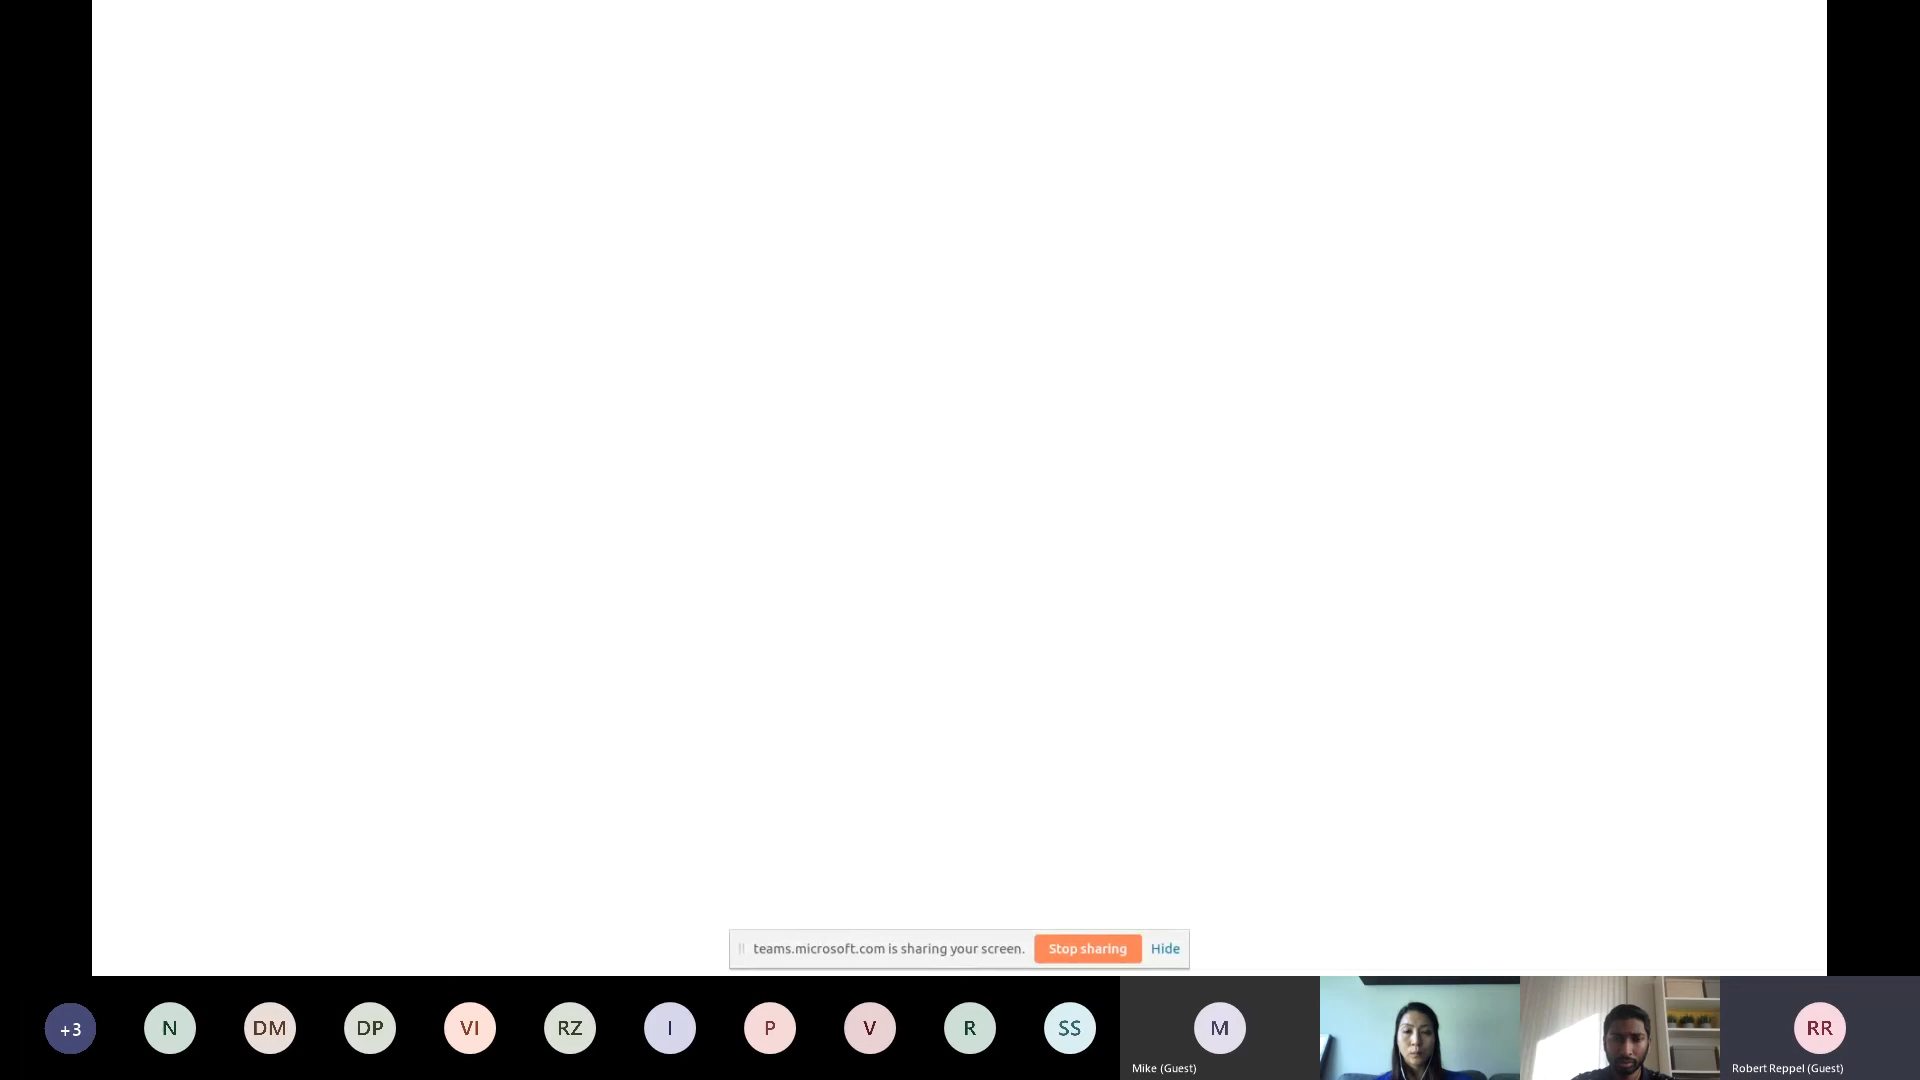 teams.microsoft.com is sharing your screen. Stop sharing Hide
+3 N DM DP VI RZ I P V R SS M RR
Mike (Guest) Robert Reppel (Guest)